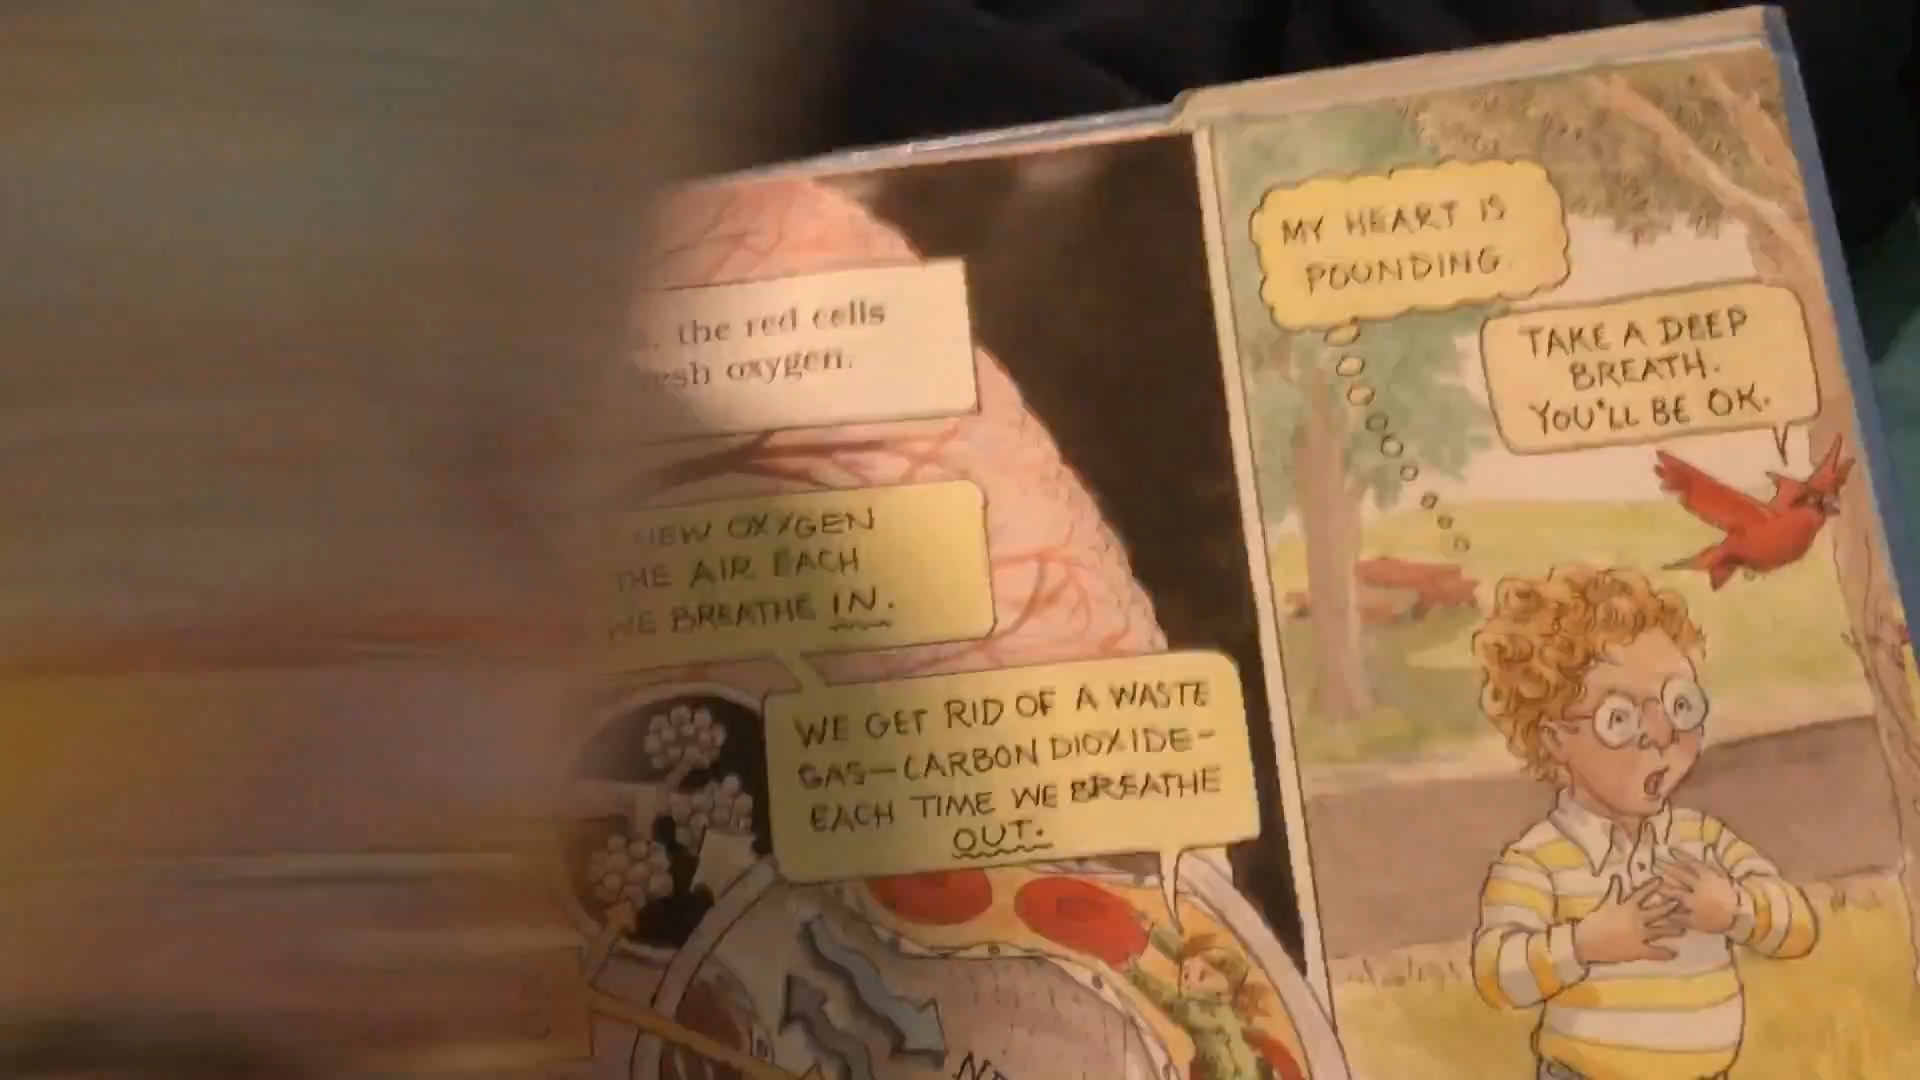 the red cells
oxygen.
NEW OXYGEN
THE AIR EACH
WE BREATHE IN.
WE GET RID OF A WASTE
GAS—CARBON DIOXIDE—
EACH TIME WE BREATHE
OUT.
MY HEART IS
POUNDING.
TAKE A DEEP
BREATH.
YOU'LL BE OK.